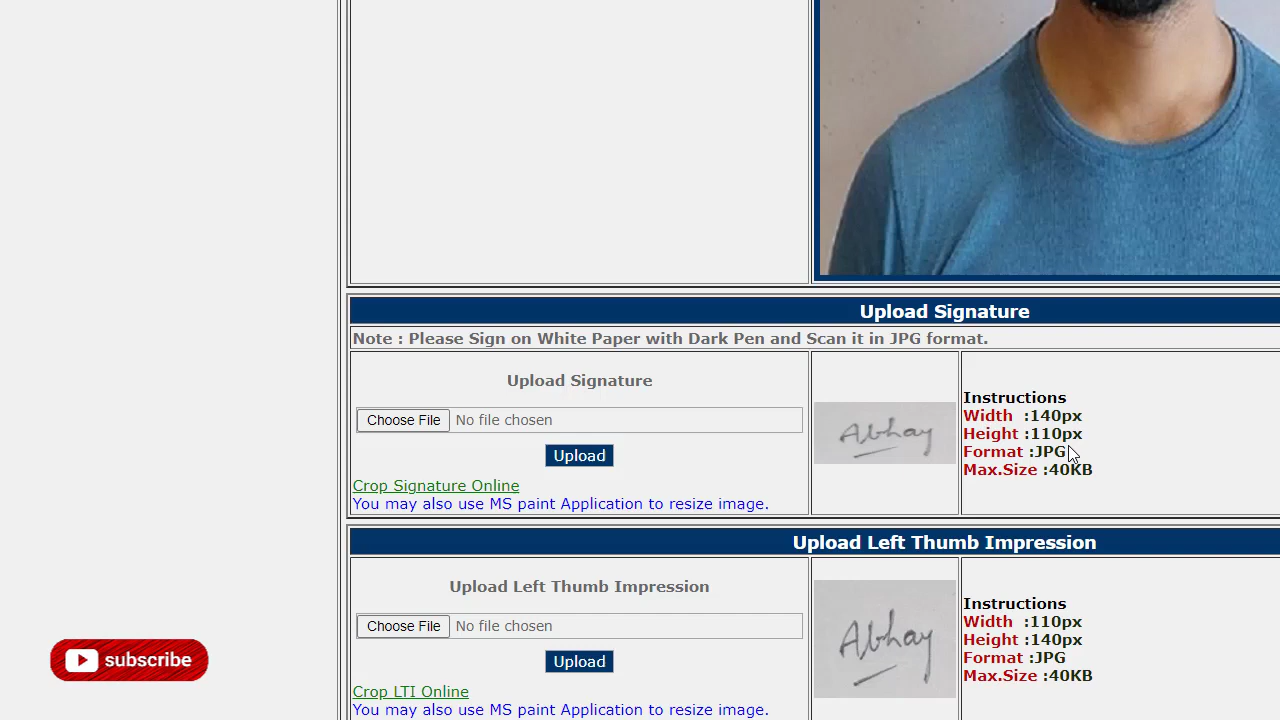 Upload Signature
Note : Please Sign on White Paper with Dark Pen and Scan it in JPG format.
Upload Signature
Choose File No file chosen
Upload
Crop Signature Online
You may also use MS paint Application to resize image.
Abhay
Instructions
Width :140px
Height :110px
Format :JPG
Max.Size :40KB
Upload Left Thumb Impression
Upload Left Thumb Impression
Choose File No file chosen
Upload
Crop LTI Online
You may also use MS paint Application to resize image.
Abhay
Instructions
Width :110px
Height :140px
Format :JPG
Max.Size :40KB
subscribe